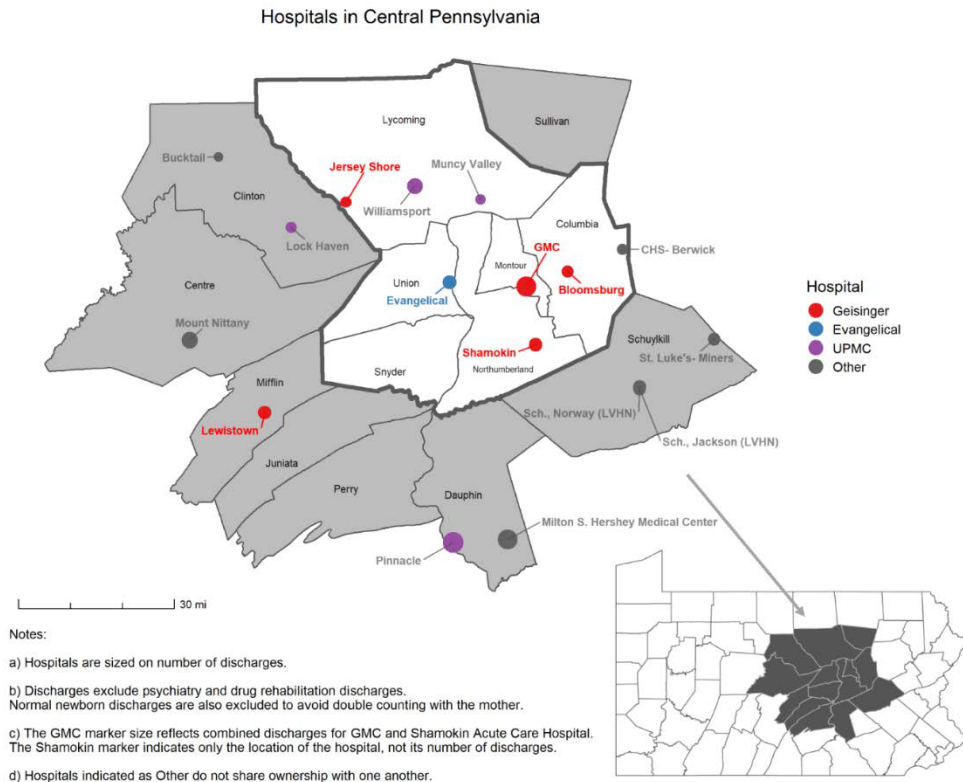 Hospitals in Central Pennsylvania
Lycoming
Sullivan
Bucktail
Jersey Shore
Muncy Valley
Clinton
Williamsport
Columbia
Lock Haven
GMC
CHS- Berwick
Montour
Centre
Union
Evangelical
Bloomsburg
Hospital
Geisinger
Evangelical
UPMC
Other
Mount Nittany
Shamokin
Schuylkill
St. Luke's- Miners
Snyder
Northumberland
Mifflin
Sch., Norway (LVHN)
Lewistown
Sch., Jackson (LVHN)
Juniata
Perry
Dauphin
Milton S. Hershey Medical Center
Pinnacle
30 mi
Notes:
a) Hospitals are sized on number of discharges.
b) Discharges exclude psychiatry and drug rehabilitation discharges.
Normal newborn discharges are also excluded to avoid double counting with the mother.
c) The GMC marker size reflects combined discharges for GMC and Shamokin Acute Care Hospital.
The Shamokin marker indicates only the location of the hospital, not its number of discharges.
d) Hospitals indicated as Other do not share ownership with one another.